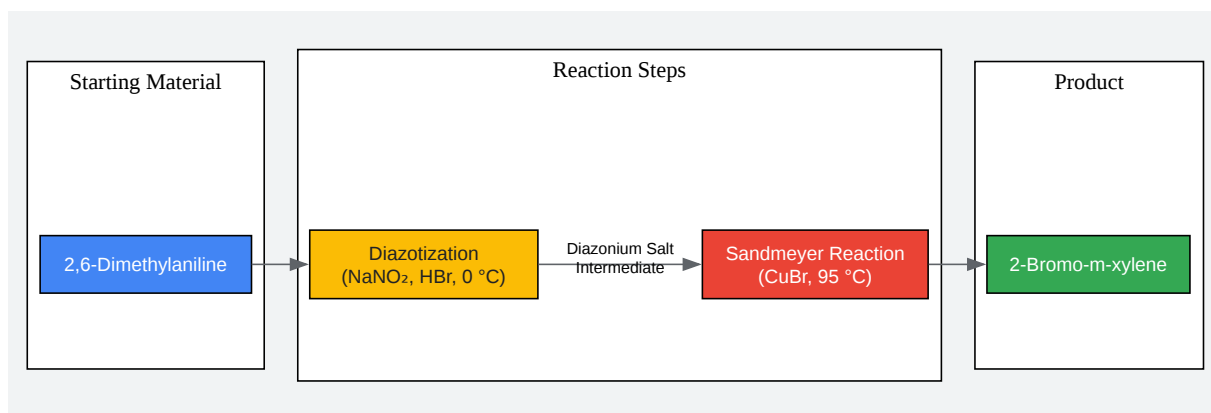 Starting Material
2,6-Dimethylaniline
Reaction Steps
Diazotization
(NaNO₂, HBr, 0 °C)
Diazonium Salt
Intermediate
Sandmeyer Reaction
(CuBr, 95 °C)
Product
2-Bromo-m-xylene